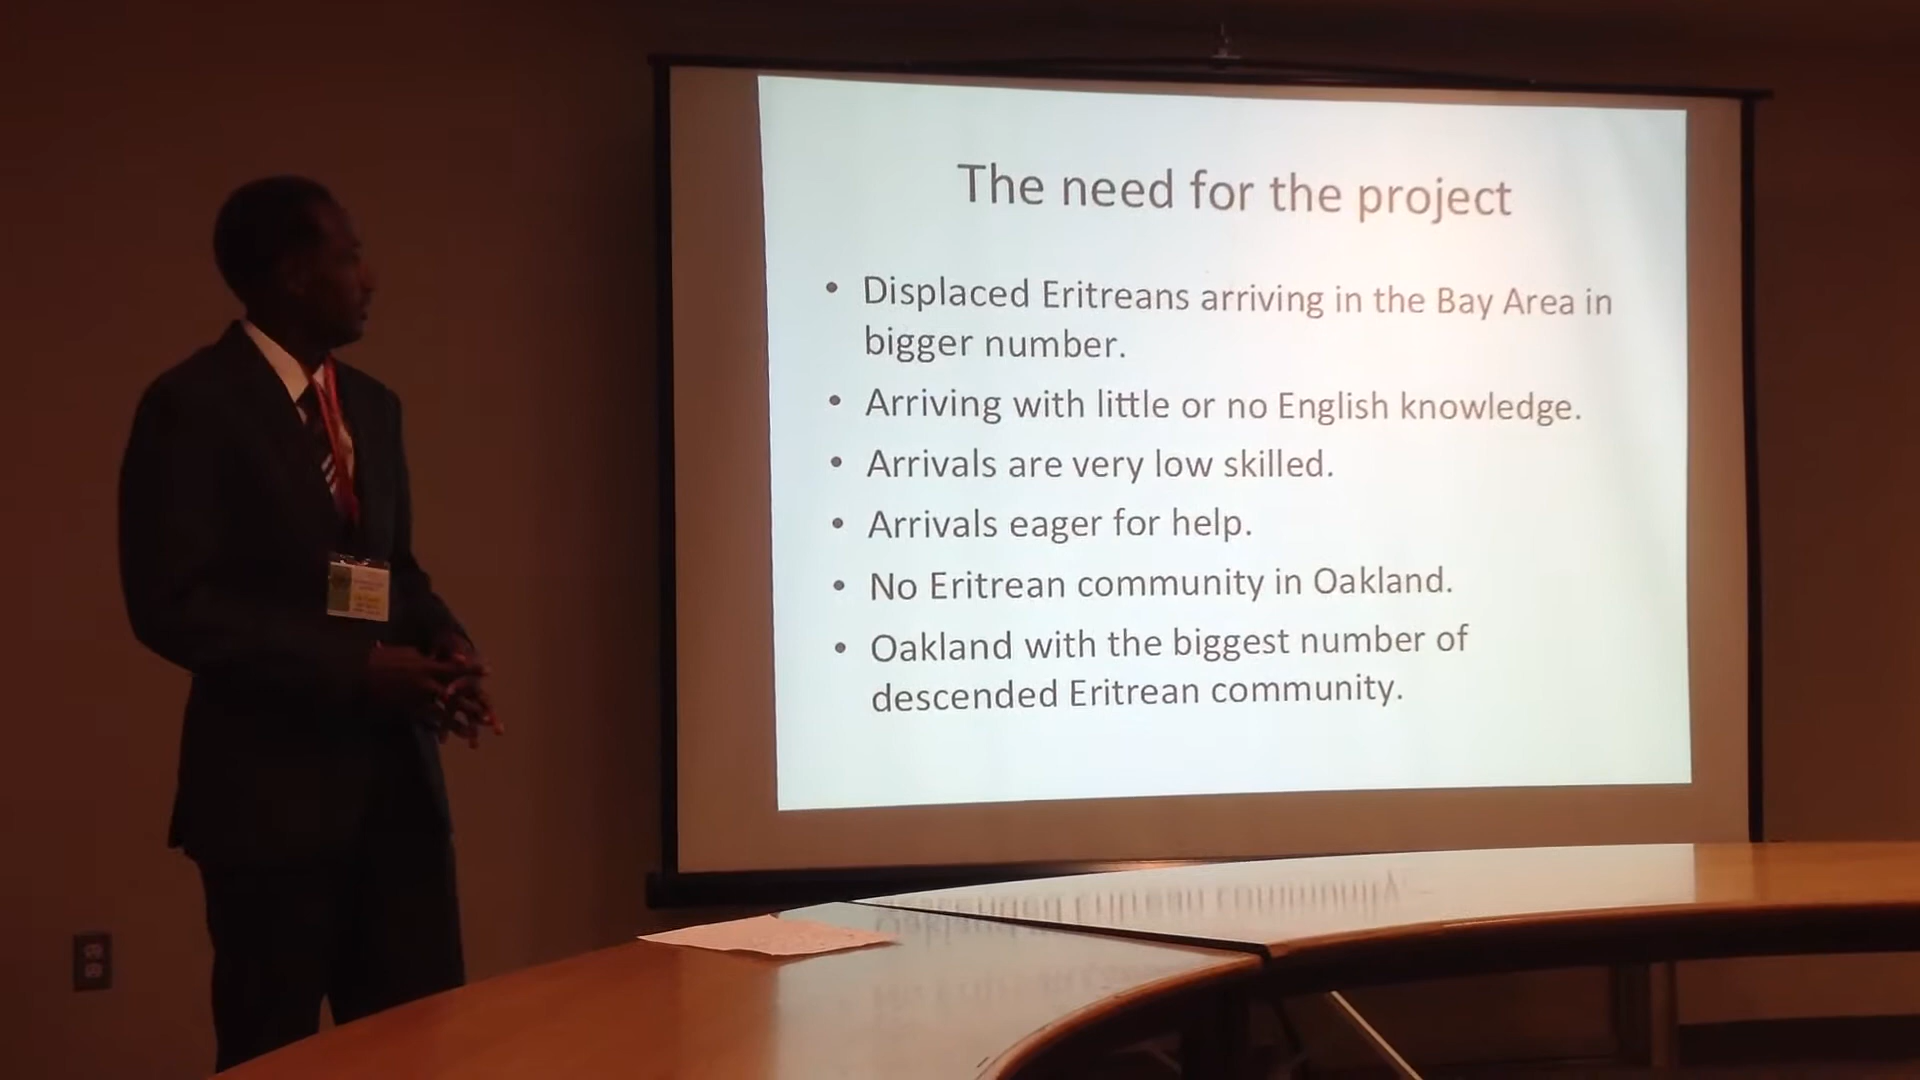 The need for the project
• Displaced Eritreans arriving in the Bay Area in
bigger number.
• Arriving with little or no English knowledge.
• Arrivals are very low skilled.
• Arrivals eager for help.
• No Eritrean community in Oakland.
• Oakland with the biggest number of
descended Eritrean community.